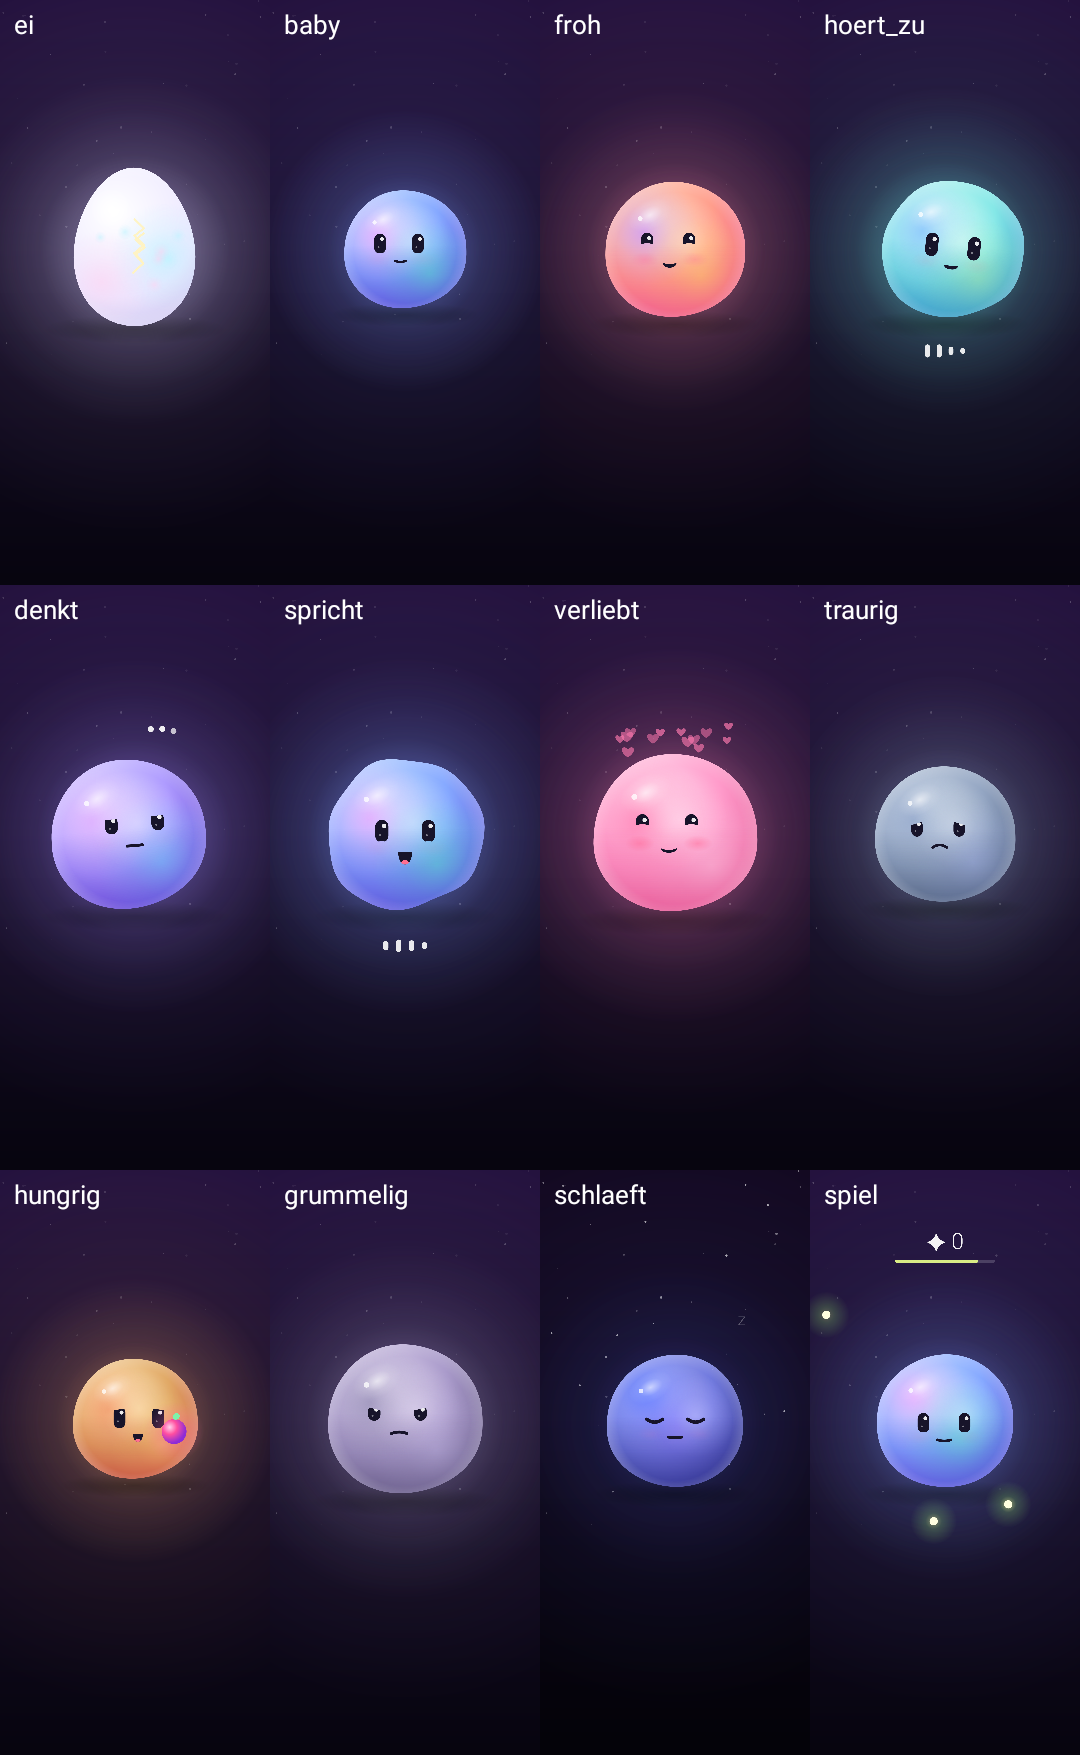 ei
baby
froh
hoert_zu
denkt
spricht
verliebt
traurig
hungrig
grummelig
schlaeft
z
spiel
0